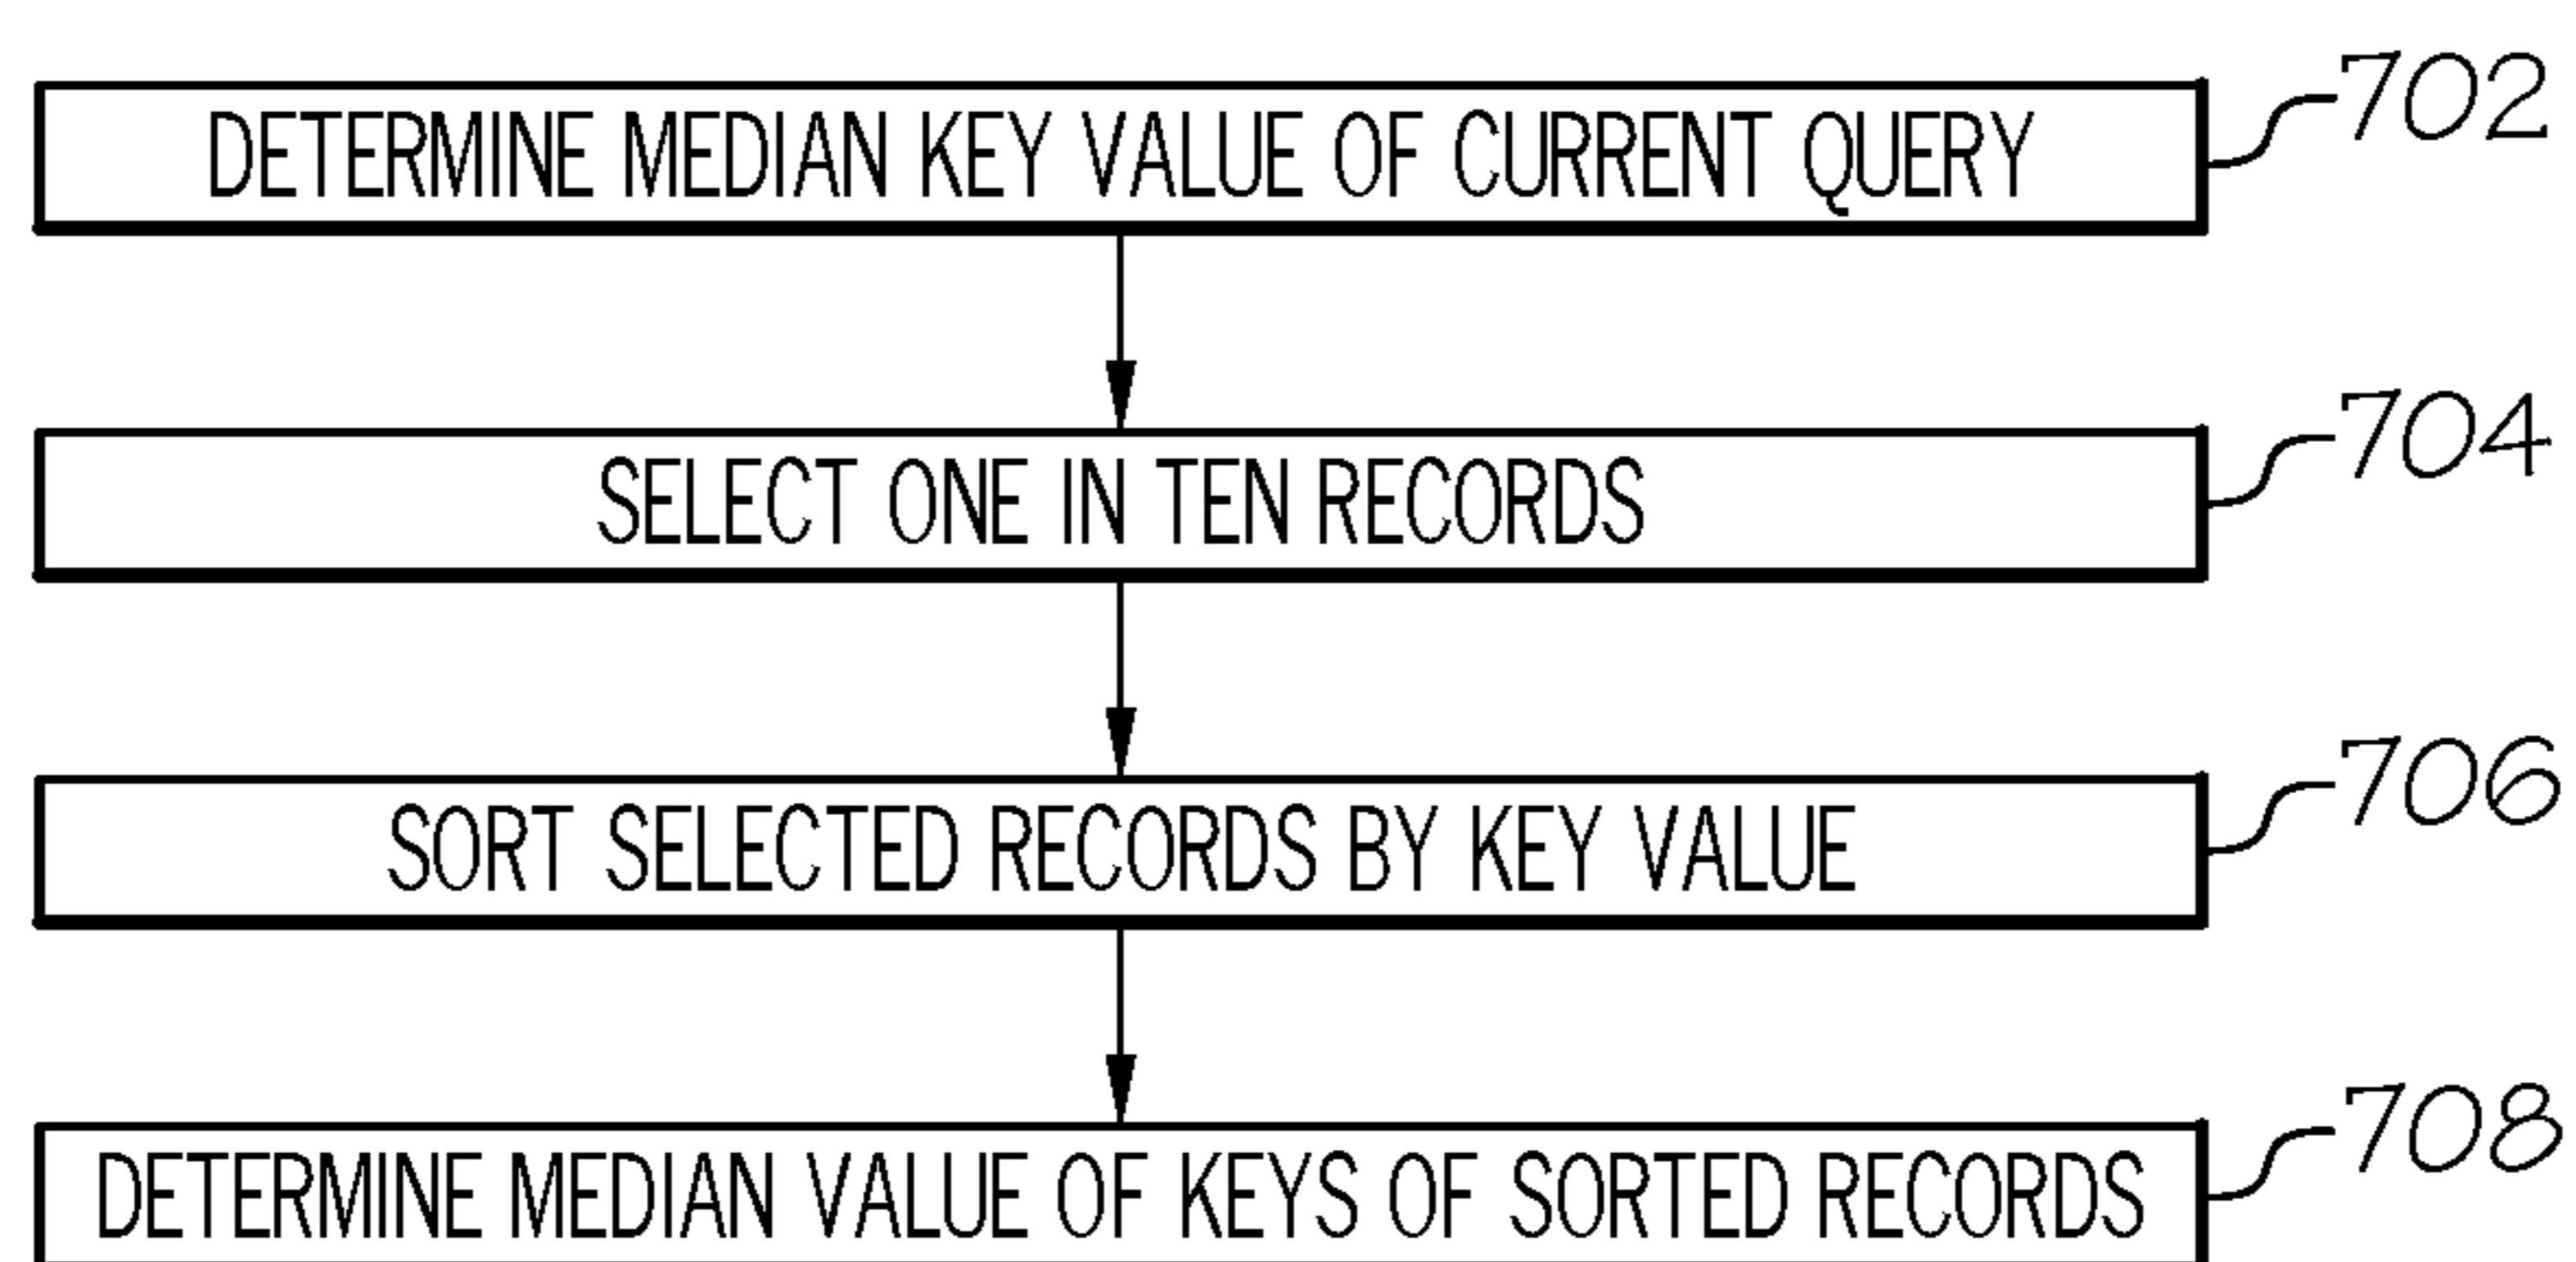 DETERMINE MEDIAN KEY VALUE OF CURRENT QUERY 702
SELECT ONE IN TEN RECORDS 704
SORT SELECTED RECORDS BY KEY VALUE 706
DETERMINE MEDIAN VALUE OF KEYS OF SORTED RECORDS 708